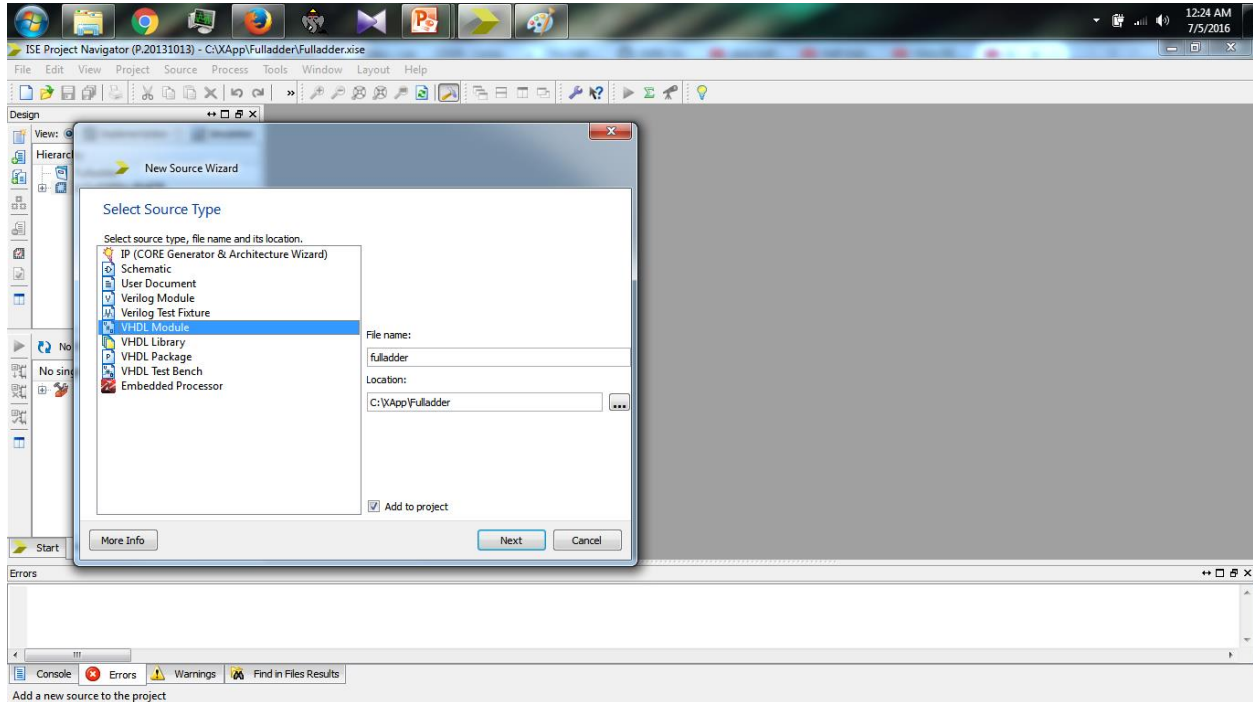 12:24 AM
7/5/2016
ISE Project Navigator (P.20131013) - C:\XApp\Fulladder\Fulladder.xise
File Edit View Project Source Process Tools Window Layout Help
Design
View:
Hierarc
New Source Wizard
Select Source Type
Select source type, file name and its location.
IP (CORE Generator & Architecture Wizard)
Schematic
User Document
Verilog Module
Verilog Test Fixture
VHDL Module
VHDL Library
VHDL Package
VHDL Test Bench
Embedded Processor
File name:
fulladder
Location:
C:\XApp\Fulladder
...
Add to project
No
No sing
More Info
Next
Cancel
Start
Errors
Console
Errors
Warnings
Find in Files Results
Add a new source to the project